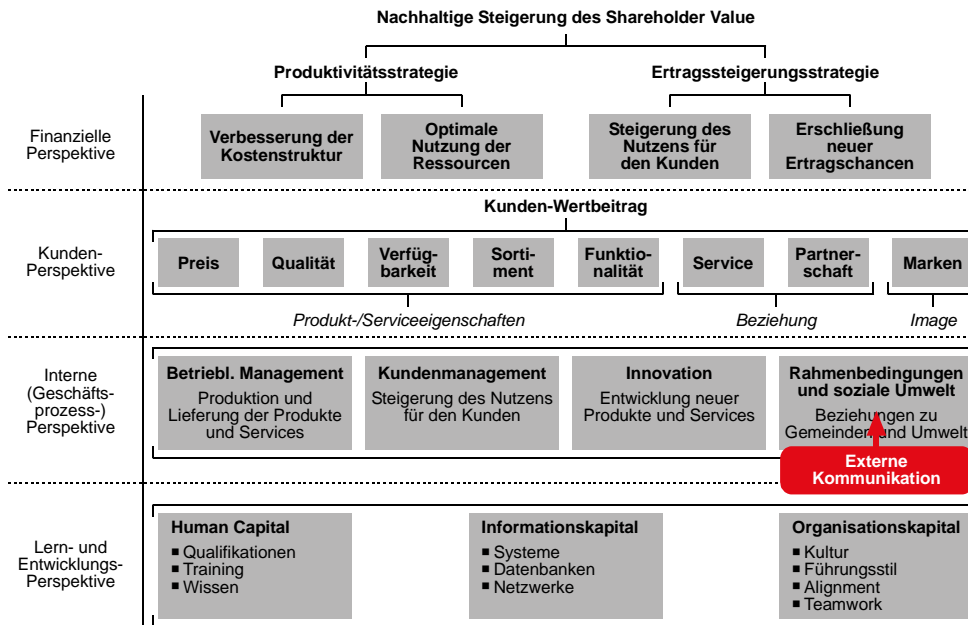 Nachhaltige Steigerung des Shareholder Value
Produktivitätsstrategie
Ertragssteigerungsstrategie
Finanzielle
Perspektive
Verbesserung der
Kostenstruktur
Optimale
Nutzung der
Ressourcen
Steigerung des
Nutzens für
den Kunden
Erschließung
neuer
Ertragschancen
Kunden-Wertbeitrag
Kunden-
Perspektive
Preis
Qualität
Verfüg-
barkeit
Sorti-
ment
Funktio-
nalität
Service
Partner-
schaft
Marken
Produkt-/Serviceeigenschaften
Beziehung
Image
Interne
(Geschäfts-
prozess-)
Perspektive
Betriebl. Management
Produktion und
Lieferung der Produkte
und Services
Kundenmanagement
Steigerung des Nutzens
für den Kunden
Innovation
Entwicklung neuer
Produkte und Services
Rahmenbedingungen
und soziale Umwelt
Beziehungen zu
Gemeinden und Umwelt
Externe
Kommunikation
Lern- und
Entwicklungs-
Perspektive
Human Capital
■ Qualifikationen
■ Training
■ Wissen
Informationskapital
■ Systeme
■ Datenbanken
■ Netzwerke
Organisationskapital
■ Kultur
■ Führungsstil
■ Alignment
■ Teamwork